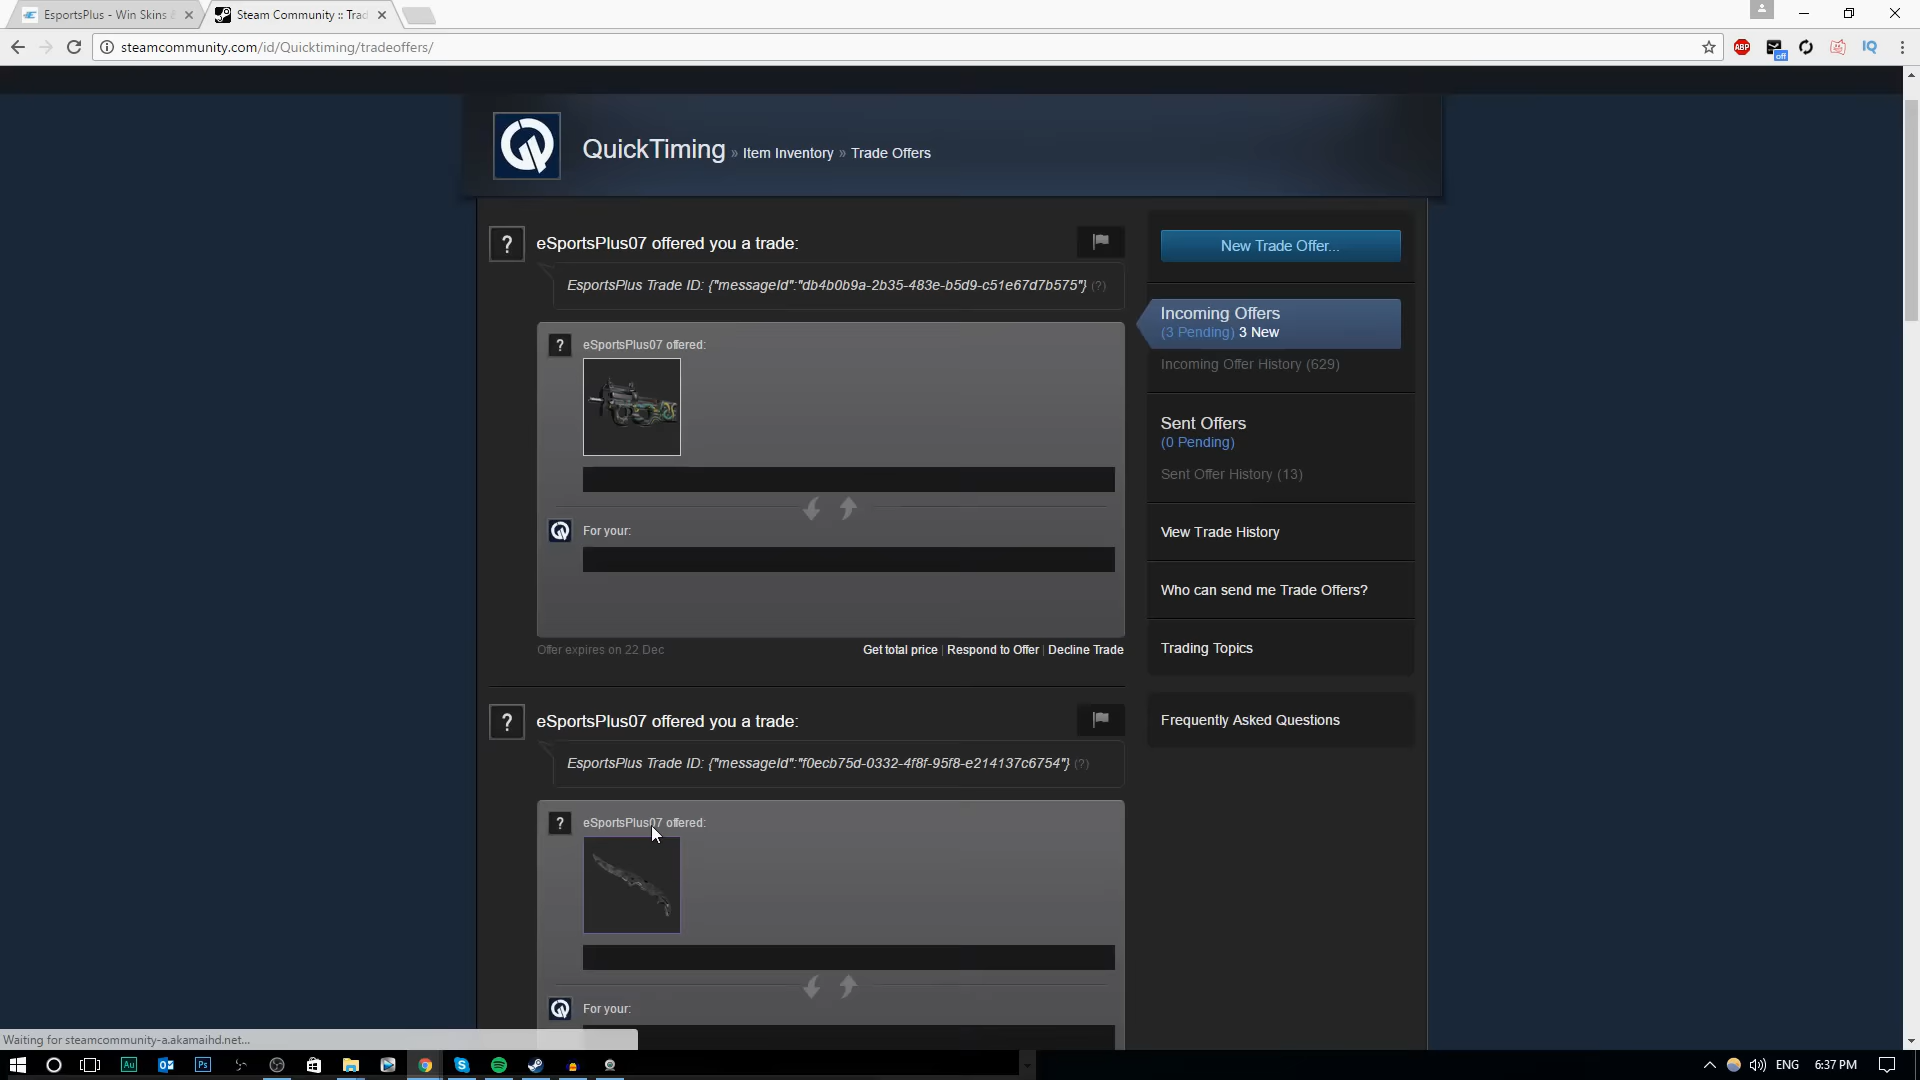 EsportsPlus - Win Skins
Steam Community :: Trad
steamcommunity.com/id/Quicktiming/tradeoffers/
ABP
off
IQ
QuickTiming » Item Inventory » Trade Offers
? eSportsPlus07 offered you a trade:
EsportsPlus Trade ID: {"messageId":"db4b0b9a-2b35-483e-b5d9-c51e67d7b575"} (?)
? eSportsPlus07 offered:
For your:
Offer expires on 22 Dec
Get total price | Respond to Offer | Decline Trade
? eSportsPlus07 offered you a trade:
EsportsPlus Trade ID: {"messageId":"f0ecb75d-0332-4f8f-95f8-e214137c6754"} (?)
? eSportsPlus07 offered:
For your:
New Trade Offer...
Incoming Offers
(3 Pending) 3 New
Incoming Offer History (629)
Sent Offers
(0 Pending)
Sent Offer History (13)
View Trade History
Who can send me Trade Offers?
Trading Topics
Frequently Asked Questions
Waiting for steamcommunity-a.akamaihd.net...
Au
Ps
ENG
6:37 PM